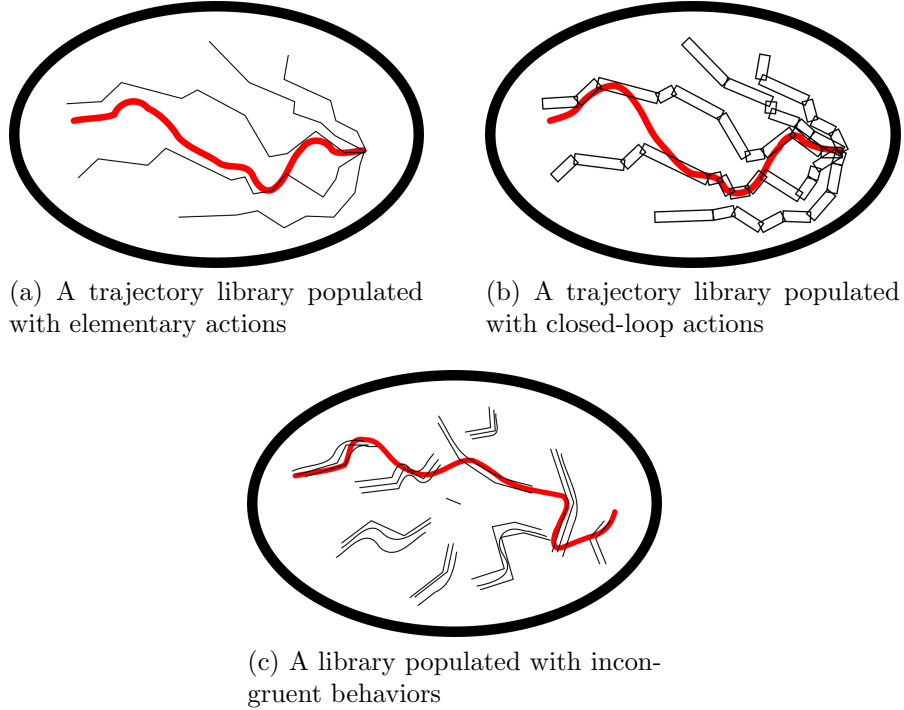 (a) A trajectory library populated
with elementary actions
(b) A trajectory library populated
with closed-loop actions
(c) A library populated with incon-
gruent behaviors